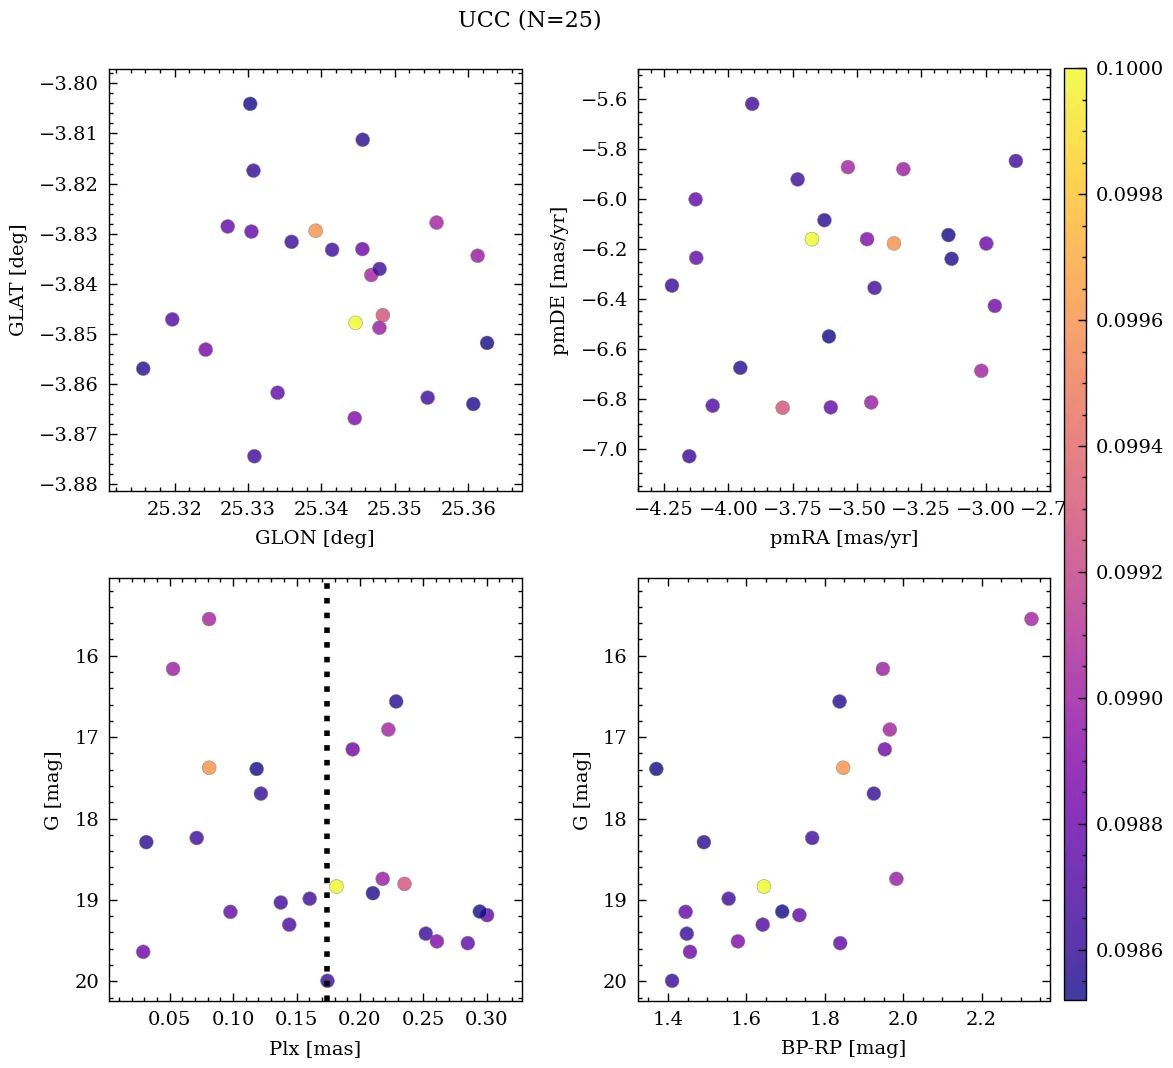 UCC (N=25)
−3.80
−3.81
−3.82
−3.83
−3.84
−3.85
−3.86
−3.87
−3.88
GLAT [deg]
25.32 25.33 25.34 25.35 25.36
GLON [deg]
−5.6
−5.8
−6.0
−6.2
−6.4
−6.6
−6.8
−7.0
pmDE [mas/yr]
−4.25 −4.00 −3.75 −3.50 −3.25 −3.00 −2.7
pmRA [mas/yr]
0.1000
0.0998
0.0996
0.0994
0.0992
0.0990
0.0988
0.0986
16
17
18
19
20
G [mag]
0.05 0.10 0.15 0.20 0.25 0.30
Plx [mas]
16
17
18
19
20
G [mag]
1.4 1.6 1.8 2.0 2.2
BP-RP [mag]